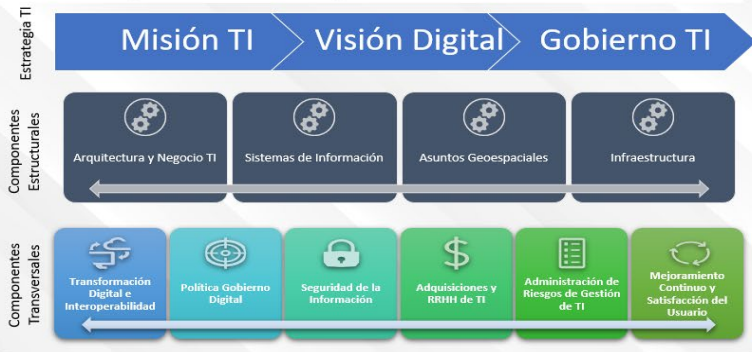 Estrategia TI
Misión TI
Visión Digital
Gobierno TI
Componentes
Estructurales
Arquitectura y Negocio TI
Sistemas de Información
Asuntos Geoespaciales
Infraestructura
Componentes
Transversales
Transformación
Digital e
Interoperabilidad
Política Gobierno
Digital
Seguridad de la
Información
Adquisiciones y
RRHH de TI
Administración de
Riesgos de Gestión
de TI
Mejoramiento
Continuo y
Satisfacción del
Usuario